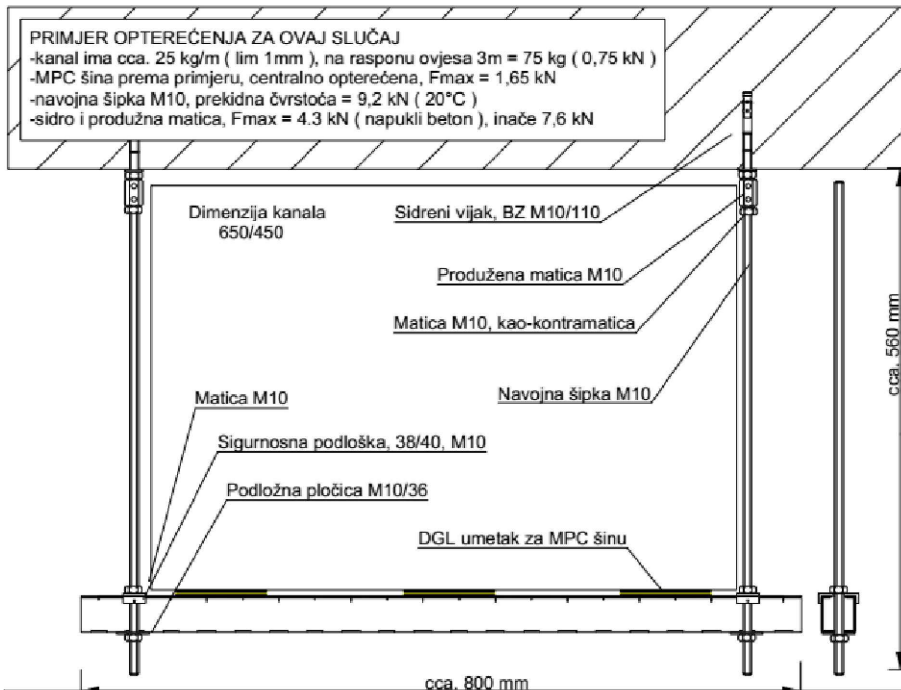 PRIMJER OPTEREĆENJA ZA OVAJ SLUČAJ
-kanal ima cca. 25 kg/m ( lim 1mm ), na rasponu ovjesa 3m = 75 kg ( 0,75 kN )
-MPC šina prema primjeru, centralno opterećena, Fmax = 1,65 kN
-navojna šipka M10, prekidna čvrstoća = 9,2 kN ( 20°C )
-sidro i produžna matica, Fmax = 4.3 kN ( napukli beton ), inače 7,6 kN
Dimenzija kanala
650/450
Sidreni vijak, BZ M10/110
Produžena matica M10
Matica M10, kao-kontramatica
Navojna šipka M10
Matica M10
Sigurnosna podloška, 38/40, M10
Podložna pločica M10/36
DGL umetak za MPC šinu
cca. 560 mm
cca. 800 mm